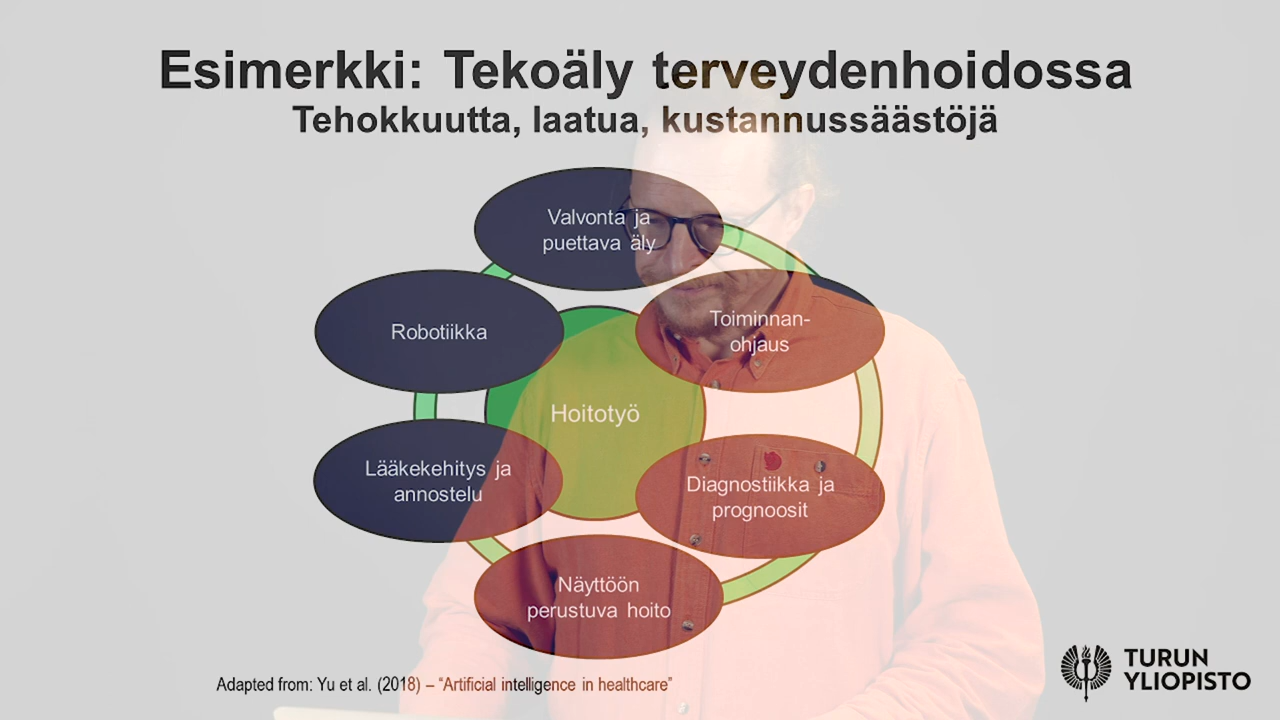 Esimerkki: Tekoäly terveydenhoidossa
Tehokkuutta, laatua, kustannussäästöjä
Valvonta ja
puettava äly
Toiminnan-
ohjaus
Diagnostiikka ja
prognoosit
Näyttöön
perustuva hoito
Lääkekehitys ja
annostelu
Robotiikka
Hoitotyö
Adapted from: Yu et al. (2018) – “Artificial intelligence in healthcare”
TURUN
YLIOPISTO